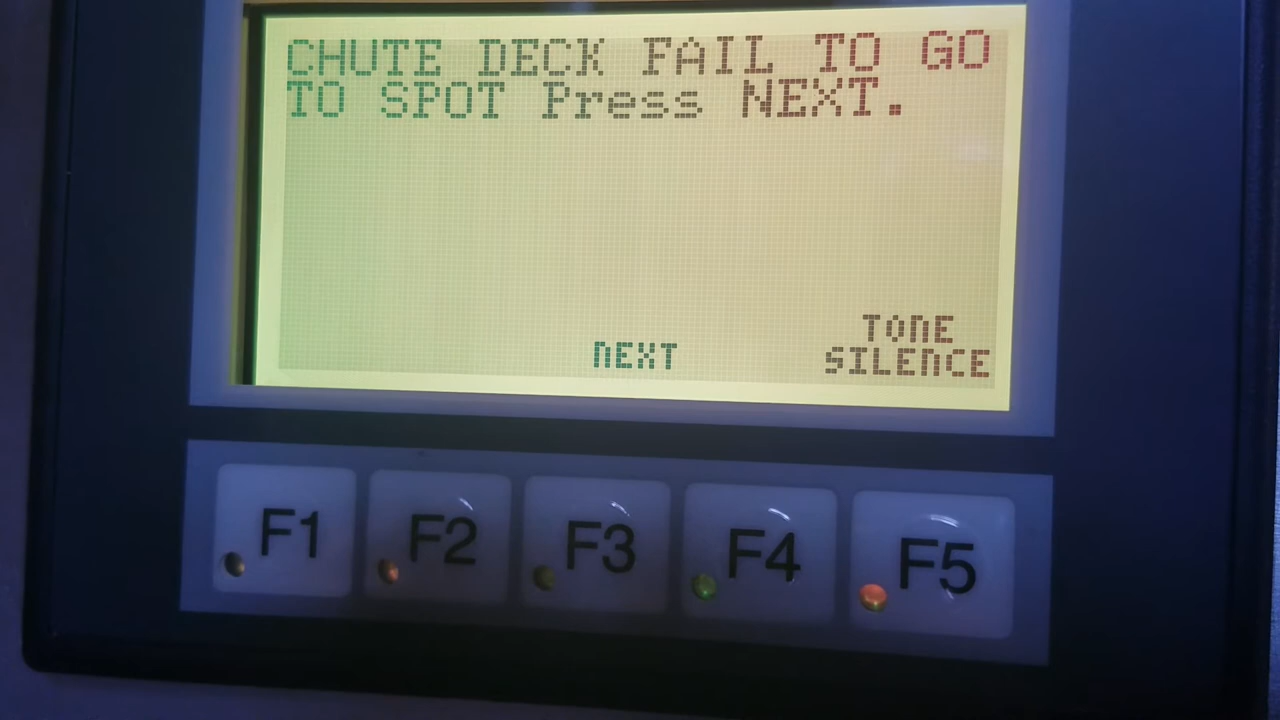 CHUTE DECK FAIL TO GO
TO SPOT Press NEXT.
NEXT
TONE
SILENCE
F1 F2 F3 F4 F5